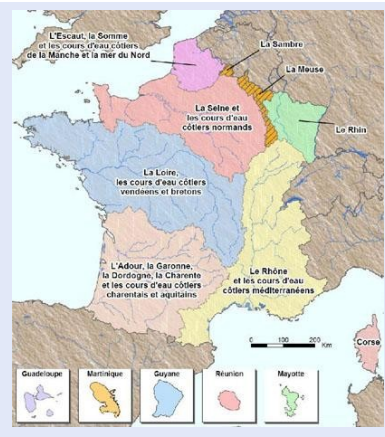 L'Escaut, la Somme
et les cours d'eau côtiers
de la Manche et la mer du Nord
La Sambre
La Meuse
La Seine et
les cours d'eau
côtiers normands
Le Rhin
La Loire,
les cours d'eau côtiers
vendéens et bretons
L'Adour, la Garonne,
la Dordogne, la Charente
et les cours d'eau côtiers
charentais et aquitains
Le Rhône
et les cours d'eau
côtiers méditerranéens
0 100 200
Km
Corse
Guadeloupe
Martinique
Guyane
Réunion
Mayotte